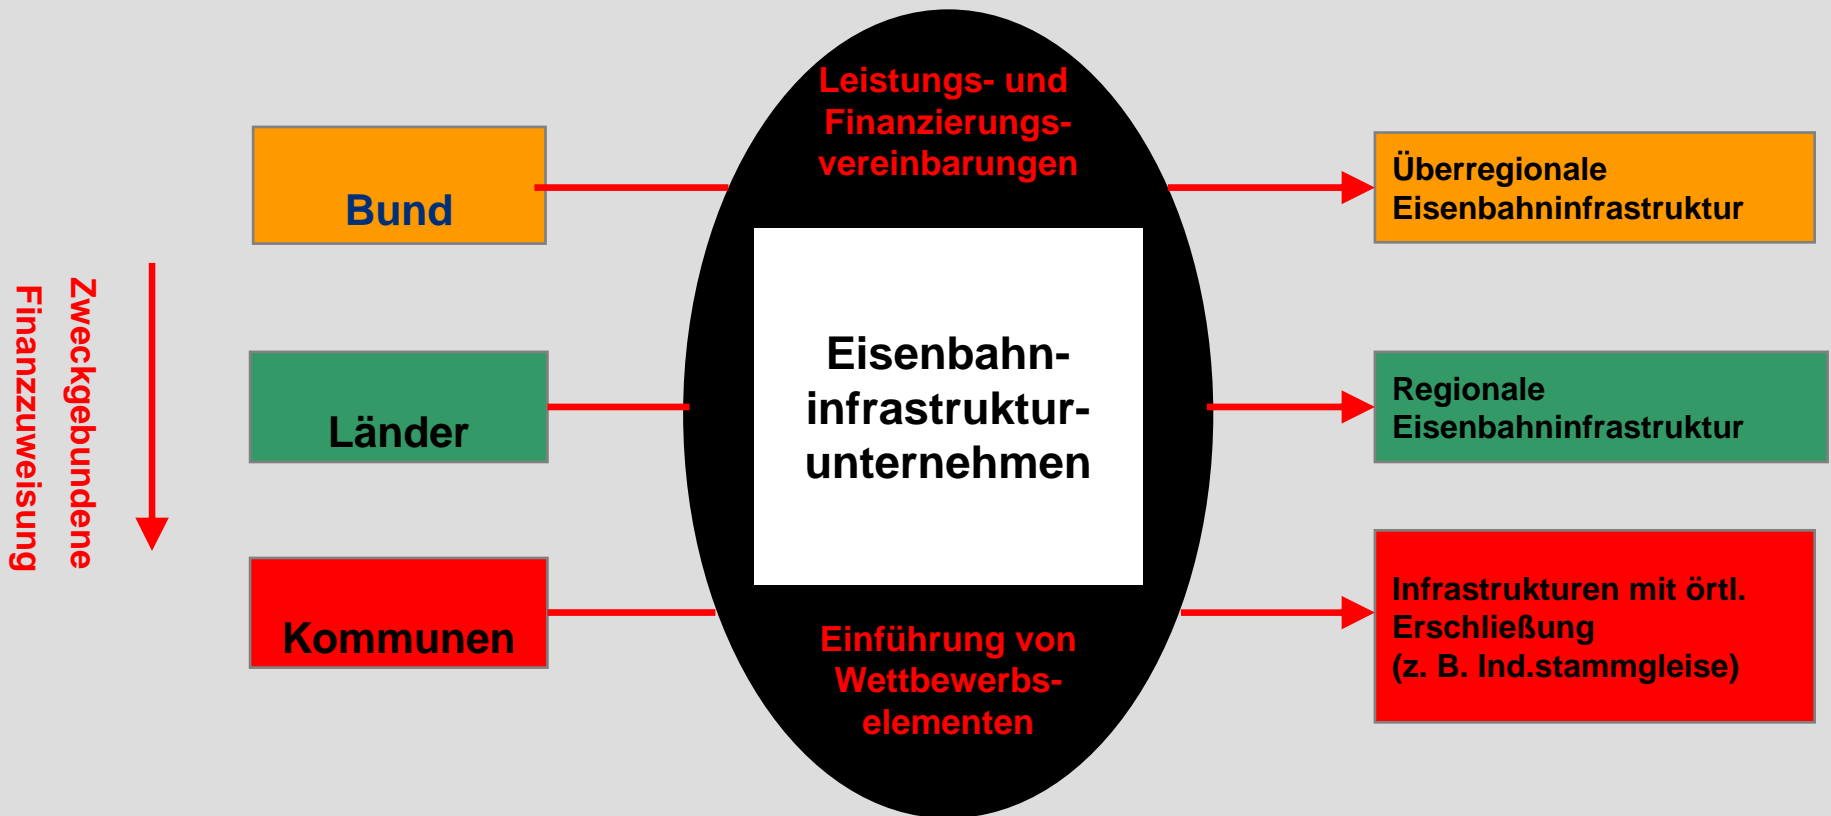 Leistungs- und
Finanzierungs-
vereinbarungen
Bund
Überregionale
Eisenbahninfrastruktur
Zweckgebundene
Finanzzuweisung
Eisenbahn-
infrastruktur-
unternehmen
Länder
Regionale
Eisenbahninfrastruktur
Kommunen
Infrastrukturen mit örtl.
Erschließung
(z. B. Ind.stammgleise)
Einführung von
Wettbewerbs-
elementen